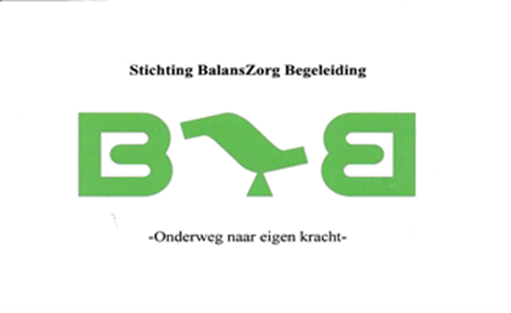 Stichting BalansZorg Begeleiding
B B
-Onderweg naar eigen kracht-